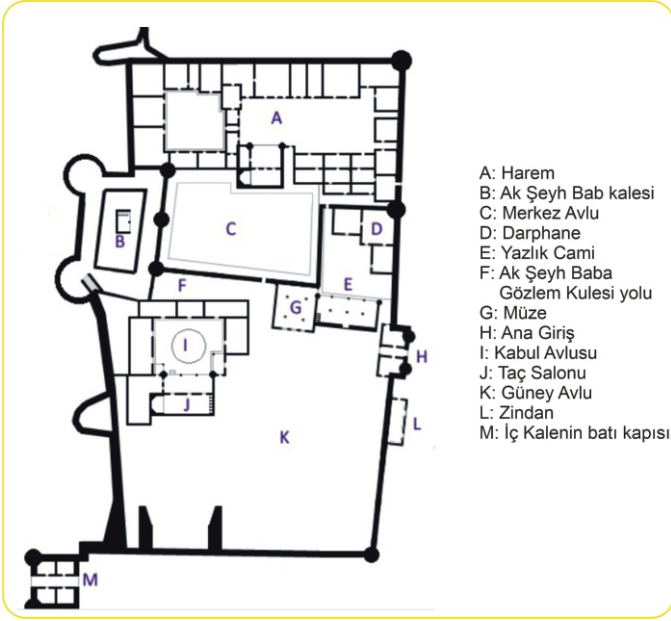 A
B
C
D
E
F
G
H
I
J
K
L
M
A: Harem
B: Ak Şeyh Bab kalesi
C: Merkez Avlu
D: Darphane
E: Yazlık Cami
F: Ak Şeyh Baba
Gözlem Kulesi yolu
G: Müze
H: Ana Giriş
I: Kabul Avlusu
J: Taç Salonu
K: Güney Avlu
L: Zindan
M: İç Kalenin batı kapısı